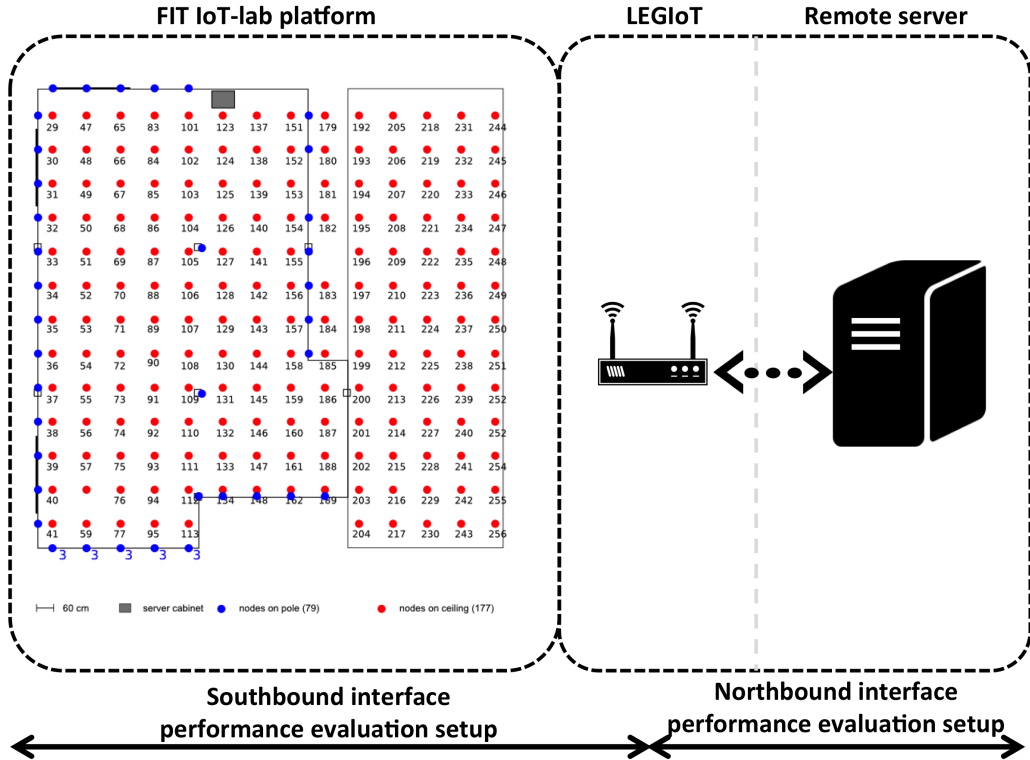 FIT IoT-lab platform
LEGIoT
Remote server
29 47 65 83 101 123 137 151 179 192 205 218 231 244
30 48 66 84 102 124 138 152 180 193 206 219 232 245
31 49 67 85 103 125 139 153 181 194 207 220 233 246
32 50 68 86 104 126 140 154 182 195 208 221 234 247
33 51 69 87 105 127 141 155 196 209 222 235 248
34 52 70 88 106 128 142 156 183 197 210 223 236 249
35 53 71 89 107 129 143 157 184 198 211 224 237 250
36 54 72 90 108 130 144 158 185 199 212 225 238 251
37 55 73 91 109 131 145 159 186 200 213 226 239 252
38 56 74 92 110 132 146 160 187 201 214 227 240 252
39 57 75 93 111 133 147 161 188 202 215 228 241 254
40 76 94 112 134 148 162 189 203 216 229 242 255
41 59 77 95 113 204 217 230 243 256
3 3 3 3 3
60 cm server cabinet nodes on pole (79) nodes on ceiling (177)
Southbound interface
performance evaluation setup
Northbound interface
performance evaluation setup